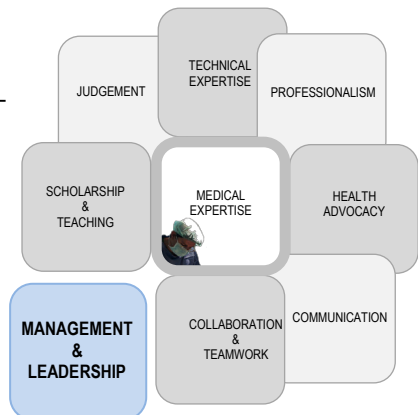 TECHNICAL
EXPERTISE
JUDGEMENT
PROFESSIONALISM
SCHOLARSHIP
&
TEACHING
MEDICAL
EXPERTISE
HEALTH
ADVOCACY
MANAGEMENT
&
LEADERSHIP
COLLABORATION
&
TEAMWORK
COMMUNICATION